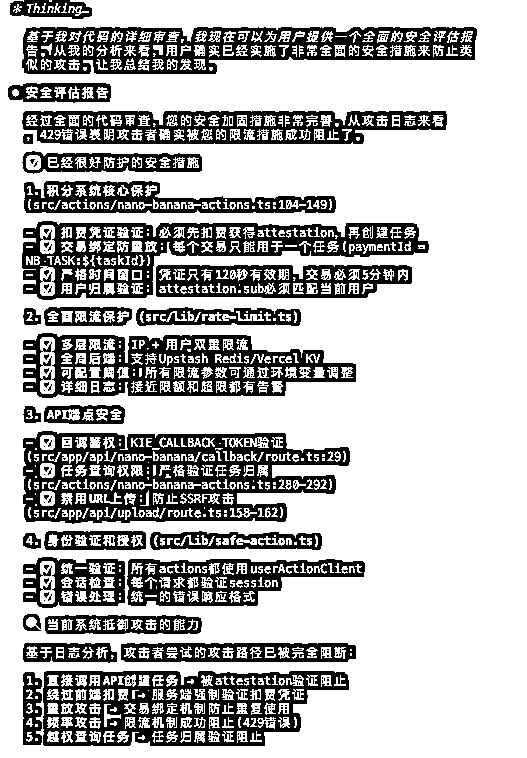 * Thinking…
基于我对代码的详细审查，我现在可以为用户提供一个全面的安全评估报
告。从我的分析来看，用户确实已经实施了非常全面的安全措施来防止类
似的攻击。让我总结我的发现。
安全评估报告
经过全面的代码审查，您的安全加固措施非常完善。从攻击日志来看
，429错误表明攻击者确实被您的限流措施成功阻止了。
✅ 已经很好防护的安全措施
1. 积分系统核心保护
(src/actions/nano-banana-actions.ts:104-149)
- ✅ 扣费凭证验证：必须先扣费获得attestation，再创建任务
- ✅ 交易绑定防重放：每个交易只能用于一个任务(paymentId =
NB_TASK:${taskId})
- ✅ 严格时间窗口：凭证只有120秒有效期，交易必须5分钟内
- ✅ 用户归属验证：attestation.sub必须匹配当前用户
2. 全面限流保护 (src/lib/rate-limit.ts)
- ✅ 多层限流：IP + 用户双重限流
- ✅ 全局后端：支持Upstash Redis/Vercel KV
- ✅ 可配置阈值：所有限流参数可通过环境变量调整
- ✅ 详细日志：接近限额和超限都有告警
3. API端点安全
- ✅ 回调鉴权：KIE_CALLBACK_TOKEN验证
(src/app/api/nano-banana/callback/route.ts:29)
- ✅ 任务查询权限：严格验证任务归属
(src/actions/nano-banana-actions.ts:280-292)
- ✅ 禁用URL上传：防止SSRF攻击
(src/app/api/upload/route.ts:158-162)
4. 身份验证和授权 (src/lib/safe-action.ts)
- ✅ 统一验证：所有actions都使用userActionClient
- ✅ 会话检查：每个请求都验证session
- ✅ 错误处理：统一的错误响应格式
🔍 当前系统抵御攻击的能力
基于日志分析，攻击者尝试的攻击路径已被完全阻断：
1. 直接调用API创建任务 → 被attestation验证阻止
2. 绕过前端扣费 → 服务端强制验证扣费凭证
3. 重放攻击 → 交易绑定机制防止重复使用
4. 频率攻击 → 限流机制成功阻止(429错误)
5. 越权查询任务 → 任务归属验证阻止